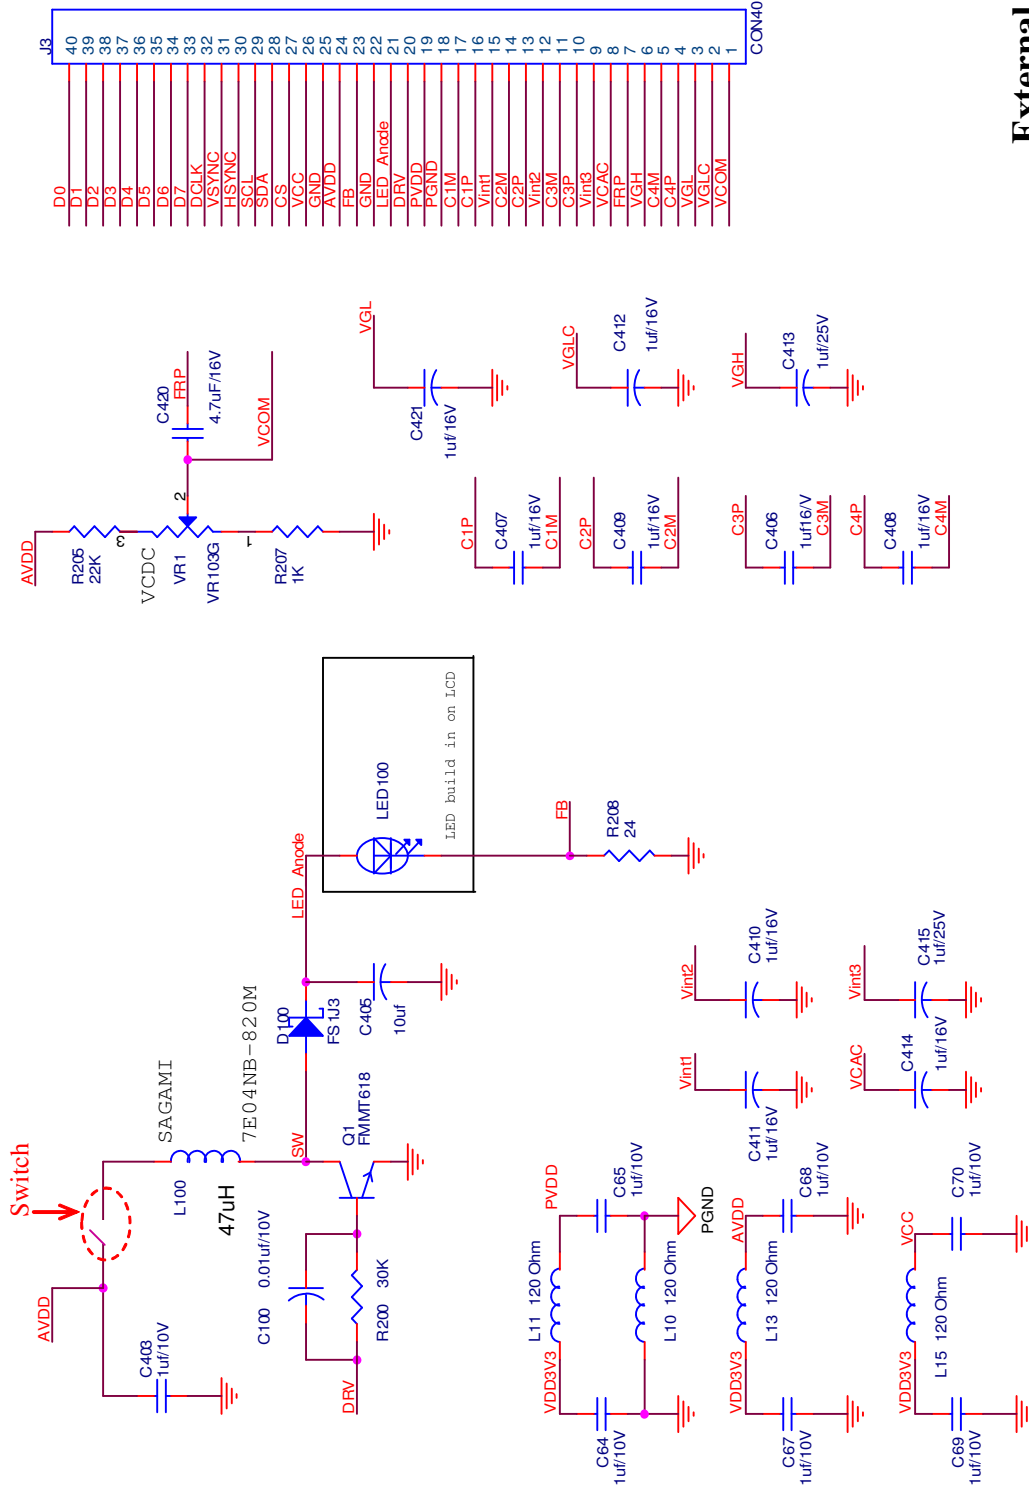 J3
40
39
38
37
36
35
34
33
32
31
30
29
28
27
26
25
24
23
22
21
20
19
18
17
16
15
14
13
12
11
10
9
8
7
6
5
4
3
2
1
CON40
D0
D1
D2
D3
D4
D5
D6
D7
DCLK
VSYNC
HSYNC
SCL
SDA
CS
VCC
GND
AVDD
FB
GND
LED Anode
DRV
PVDD
PGND
C1M
C1P
Vint1
C2M
C2P
Vint2
C3M
C3P
Vint3
VCAC
FRP
VGH
C4M
C4P
VGL
VGLC
VCOM
External
AVDD
R205
22K
3
VCDC
VR1
VR103G
2
1
R207
1K
C420
4.7uF/16V
FRP
VCOM
VGL
C421
1uf/16V
VGLC
C412
1uf/16V
VGH
C413
1uf/25V
C1P
C407
1uf/16V
C1M
C2P
C409
1uf/16V
C2M
C3P
C406
1uf16/V
C3M
C4P
C408
1uf/16V
C4M
Switch
AVDD
C403
1uf/10V
L100
SAGAMI
7E04NB-820M
47uH
SW
D100
FS1J3
C405
10uf
LED Anode
LED100
LED build in on LCD
FB
R208
24
Q1
FMMT618
C100 0.01uf/10V
R200 30K
DRV
VDD3V3
L11 120 Ohm
PVDD
C64
1uf/10V
C65
1uf/10V
L10 120 Ohm
PGND
VDD3V3
L13 120 Ohm
AVDD
C67
1uf/10V
C68
1uf/10V
VDD3V3
L15 120 Ohm
VCC
C69
1uf/10V
C70
1uf/10V
Vint1
C411
1uf/16V
Vint2
C410
1uf/16V
VCAC
C414
1uf/16V
Vint3
C415
1uf/25V